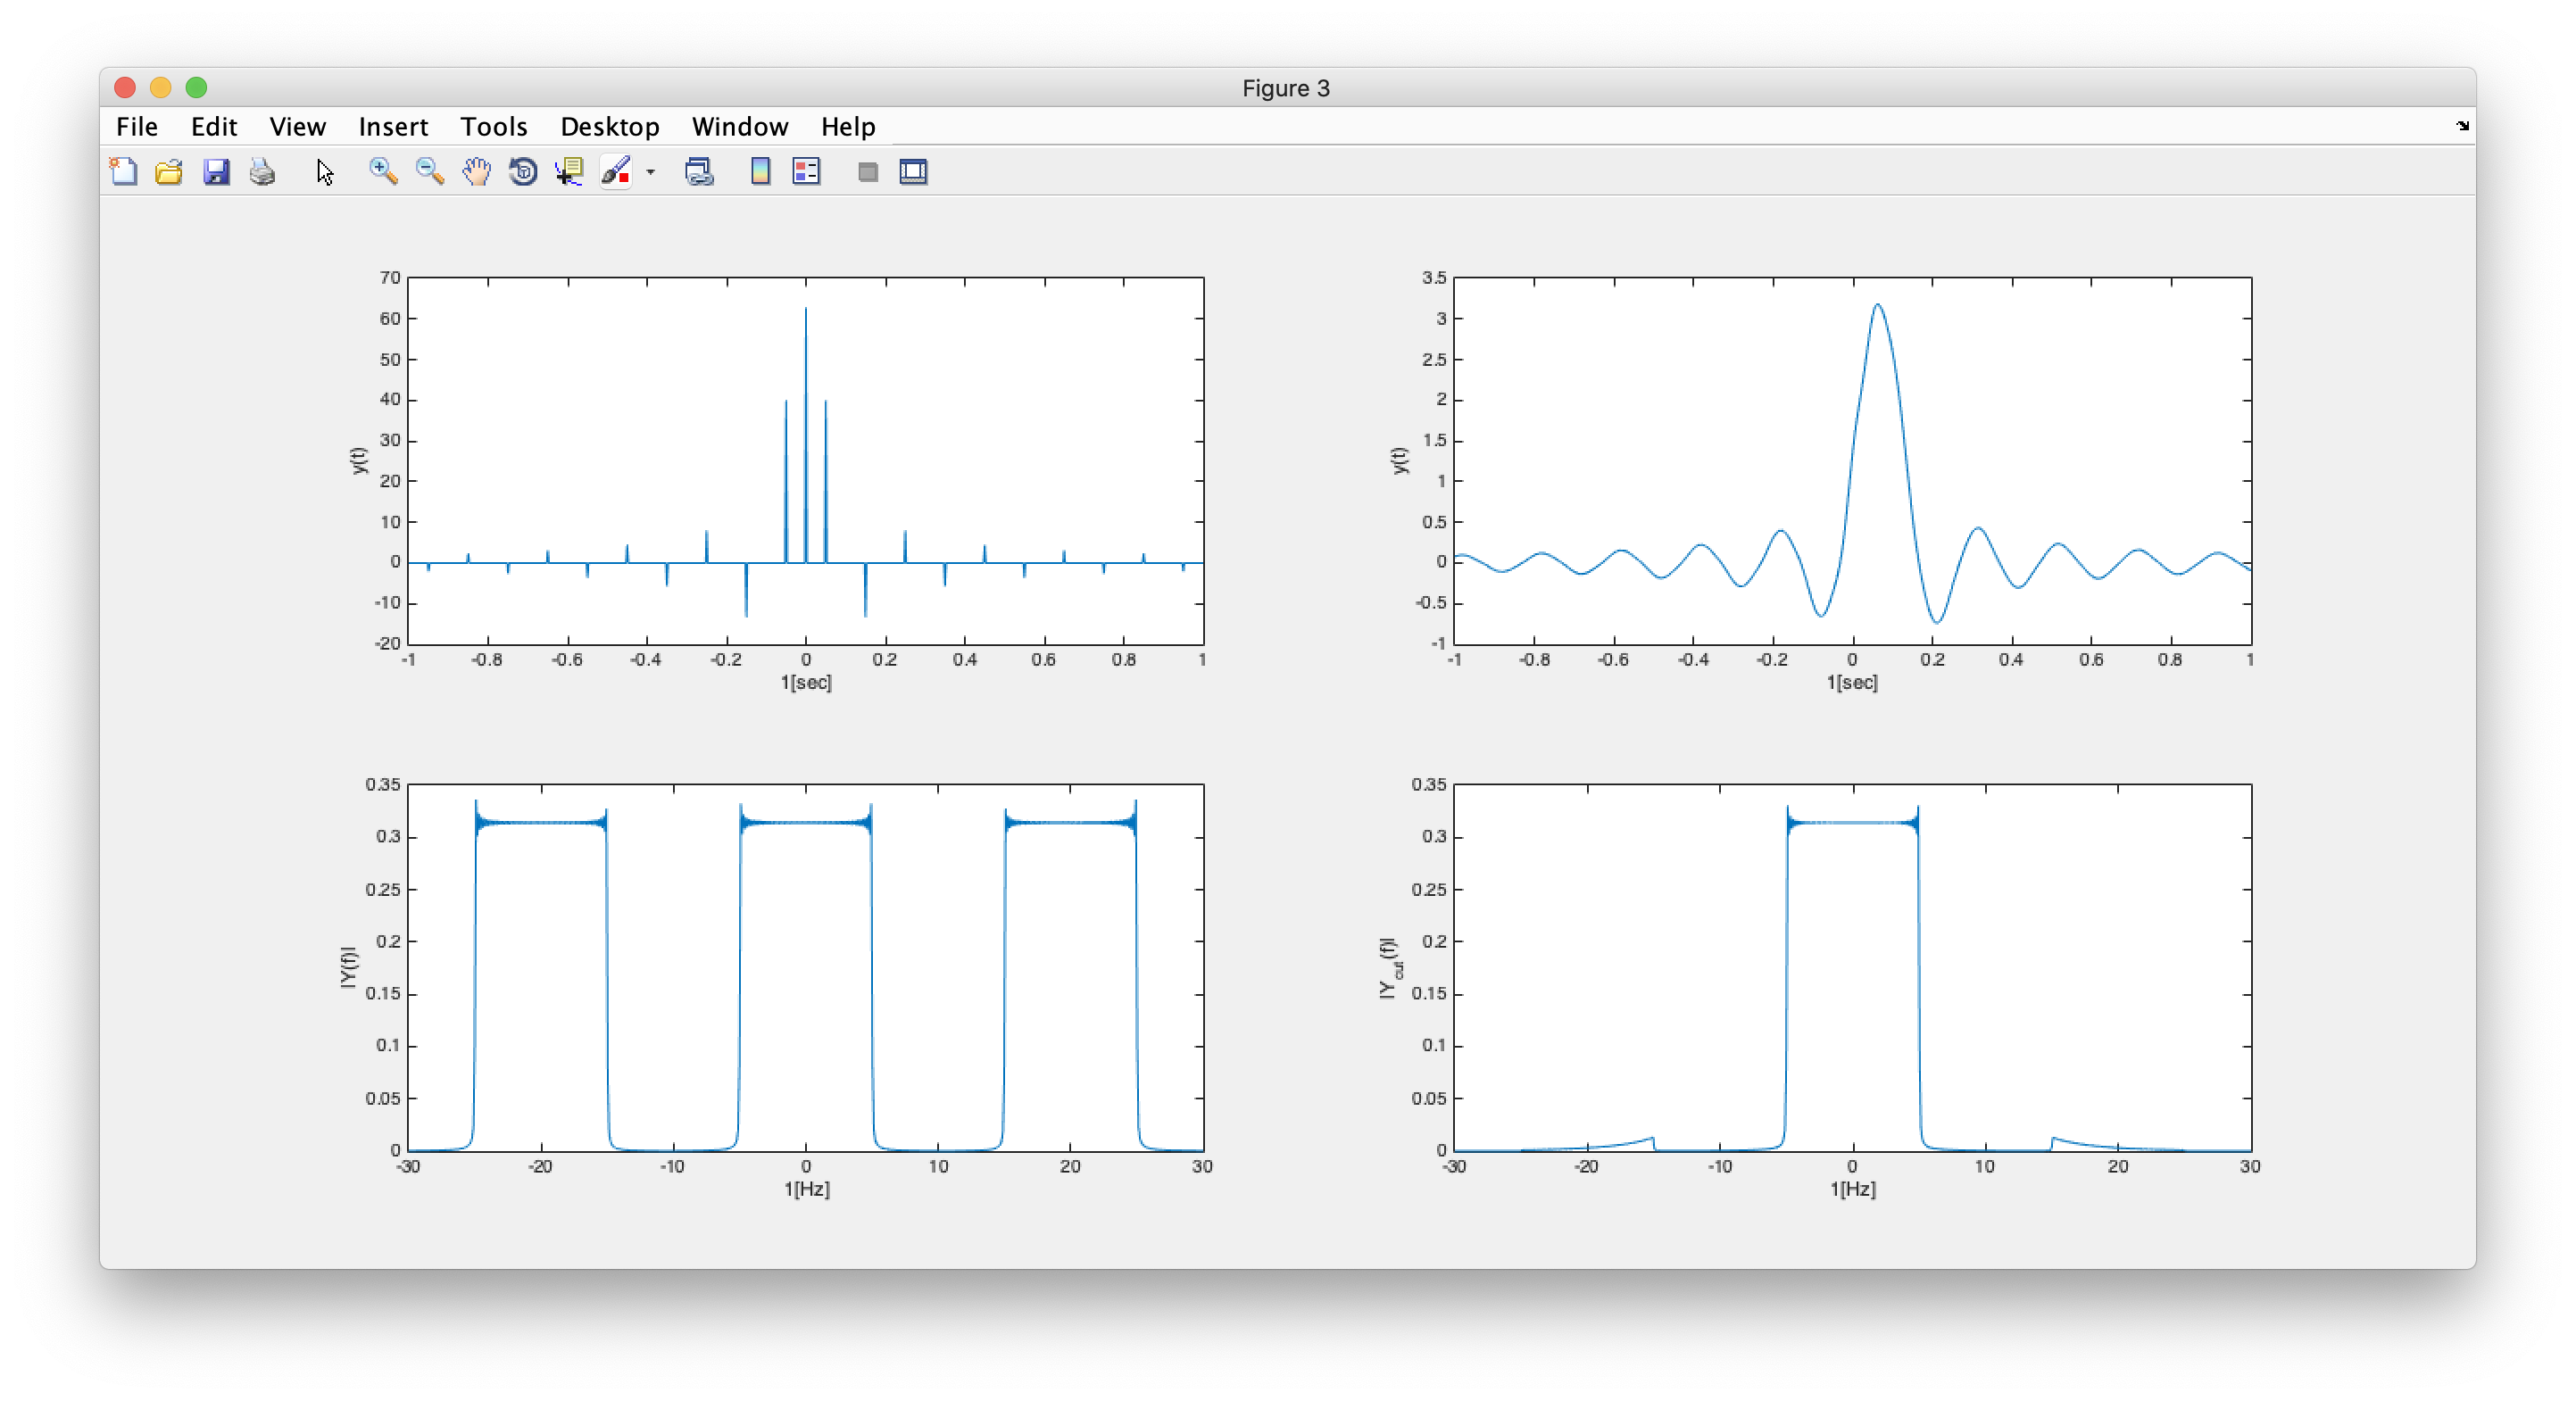 Figure 3
File Edit View Insert Tools Desktop Window Help
70
60
50
40
30
20
10
0
-10
-20
y(t)
-1 -0.8 -0.6 -0.4 -0.2 0 0.2 0.4 0.6 0.8 1
1[sec]
3.5
3
2.5
2
1.5
1
0.5
0
-0.5
-1
y(t)
-1 -0.8 -0.6 -0.4 -0.2 0 0.2 0.4 0.6 0.8 1
1[sec]
0.35
0.3
0.25
0.2
0.15
0.1
0.05
0
|Y(f)|
-30 -20 -10 0 10 20 30
1[Hz]
0.35
0.3
0.25
0.2
0.15
0.1
0.05
0
|Y_cut(f)|
-30 -20 -10 0 10 20 30
1[Hz]